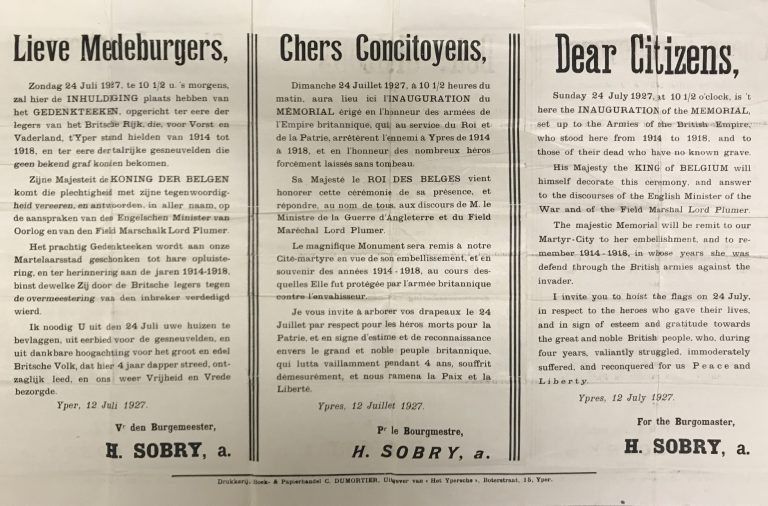 Lieve Medeburgers,
Zondag 24 Juli 1927, te 10 1/2 u. 's morgens,
zal hier de INHULDIGING plaats hebben van
het GEDENKTEEKEN, opgericht ter eere der
legers van het Britsche Rijk, die, voor Vorst en
Vaderland, t'Yper stand hielden van 1914 tot
1918, en ter eere der talrijke gesneuvelden die
geen bekend graf konden bekomen.
Zijne Majesteit de KONING DER BELGEN
komt die plechtigheid met zijne tegenwoordig-
heid vereeren, en antwoorden, in aller naam, op
de aanspraken van den Engelschen Minister van
Oorlog en van den Field Marschalk Lord Plumer.
Het prachtig Gedenkteeken wordt aan onze
Martelaarsstad geschonken tot hare opluiste-
ring, en ter herinnering aan de jaren 1914-1918,
binst dewelke Zij door de Britsche legers tegen
de overmeestering van den inbreker verdedigd
wierd.
Ik noodig U uit den 24 Juli uwe huizen te
bevlaggen, uit eerbied voor de gesneuvelden, en
uit dankbare hoogachting voor het groot en edel
Britsche Volk, dat hier 4 jaar dapper streed, ont-
zaglijk leed, en ons weer Vrijheid en Vrede
bezorgde.
Yper, 12 Juli 1927.
Vr den Burgemeester,
H. SOBRY, a.
Chers Concitoyens,
Dimanche 24 Juillet 1927, à 10 1/2 heures du
matin, aura lieu ici l'INAUGURATION du
MÉMORIAL érigé en l'honneur des armées de
l'Empire britannique, qui au service du Roi et
de la Patrie, arrêtèrent l'ennemi à Ypres de 1914
à 1918, et en l'honneur des nombreux héros
forcément laissés sans tombeau.
Sa Majesté le ROI DES BELGES vient
honorer cette cérémonie de sa présence, et
répondre, au nom de tous, aux discours de M. le
Ministre de la Guerre d'Angleterre et du Field
Maréchal Lord Plumer.
Le magnifique Monument sera remis à notre
Cité-martyre en vue de son embellissement, et en
souvenir des années 1914-1918, au cours des-
quelles Elle fut protégée par l'armée britannique
contre l'envahisseur.
Je vous invite à arborer vos drapeaux le 24
Juillet par respect pour les héros morts pour la
Patrie, et en signe d'estime et de reconnaissance
envers le grand et noble peuple britannique,
qui lutta vaillamment pendant 4 ans, souffrit
démesurément, et nous ramena la Paix et la
Liberté.
Ypres, 12 Juillet 1927.
Pr le Bourgmestre,
H. SOBRY, a.
Dear Citizens,
Sunday 24 July 1927, at 10 1/2 o'clock, is 't
here the INAUGURATION of the MEMORIAL,
set up to the Armies of the British Empire,
who stood here from 1914 to 1918, and to
those of their dead who have no known grave.
His Majesty the KING of BELGIUM will
himself decorate this ceremony, and answer
to the discourses of the English Minister of the
War and of the Field Marshal Lord Plumer.
The majestic Memorial will be remit to our
Martyr-City to her embelishment, and to re-
member 1914-1918, in whose years she was
defend through the British armies against the
invader.
I invite you to hoist the flags on 24 July,
in respect to the heroes who gave their lives,
and in sign of esteem and gratitude towards
the great and noble British people, who, during
four years, valiantly struggled, immoderately
suffered, and reconquered for us Peace and
Liberty.
Ypres, 12 July 1927.
For the Burgomaster,
H. SOBRY, a.
Drukkerij, Boek- & Papierhandel C. DUMORTIER, Uitgever van « Het Ypersche », Boterstraat, 15, Yper.